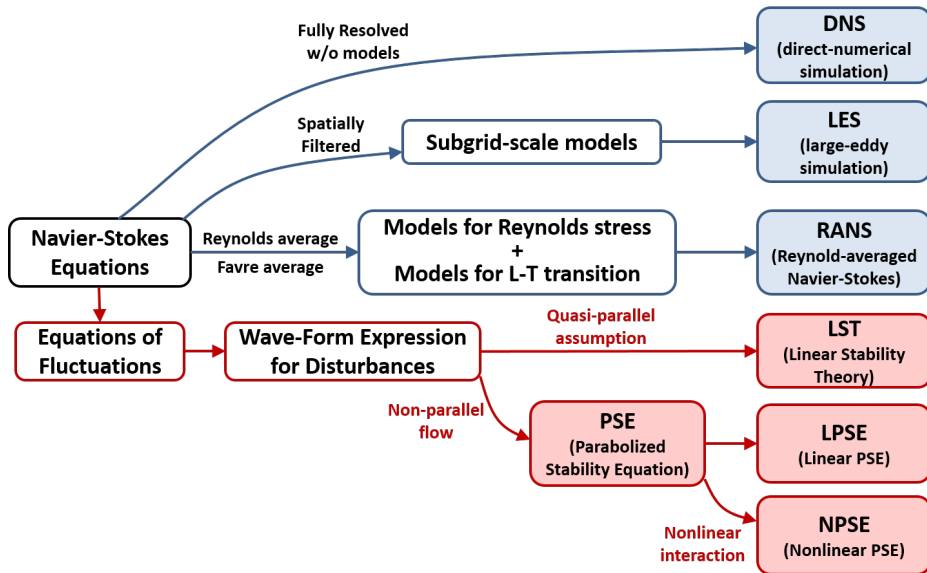 Fully Resolved
w/o models
DNS
(direct-numerical
simulation)
Spatially
Filtered
Subgrid-scale models
LES
(large-eddy
simulation)
Navier-Stokes
Equations
Reynolds average
Favre average
Models for Reynolds stress
+
Models for L-T transition
RANS
(Reynold-averaged
Navier-Stokes)
Equations of
Fluctuations
Wave-Form Expression
for Disturbances
Quasi-parallel
assumption
LST
(Linear Stability
Theory)
Non-parallel
flow
PSE
(Parabolized
Stability Equation)
LPSE
(Linear PSE)
Nonlinear
interaction
NPSE
(Nonlinear PSE)